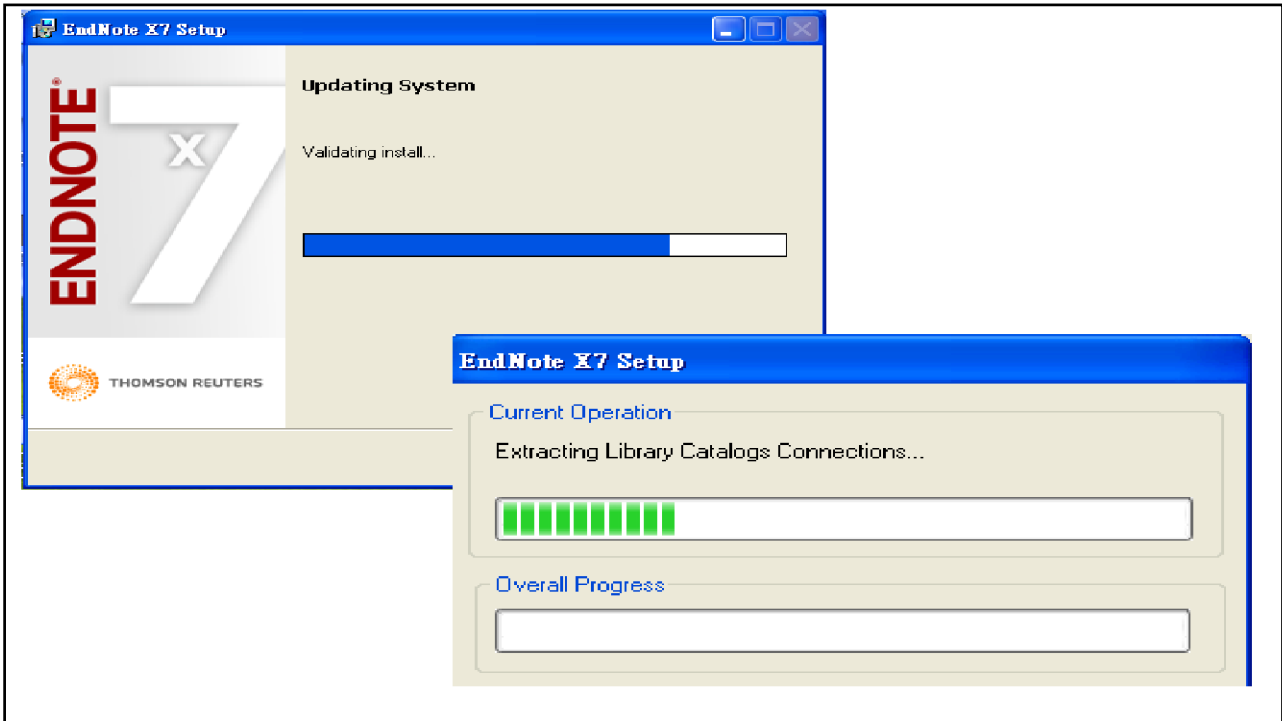 EndNote X7 Setup
Updating System
Validating install...
ENDNOTE®
X7
THOMSON REUTERS
EndNote X7 Setup
Current Operation
Extracting Library Catalogs Connections...
Overall Progress